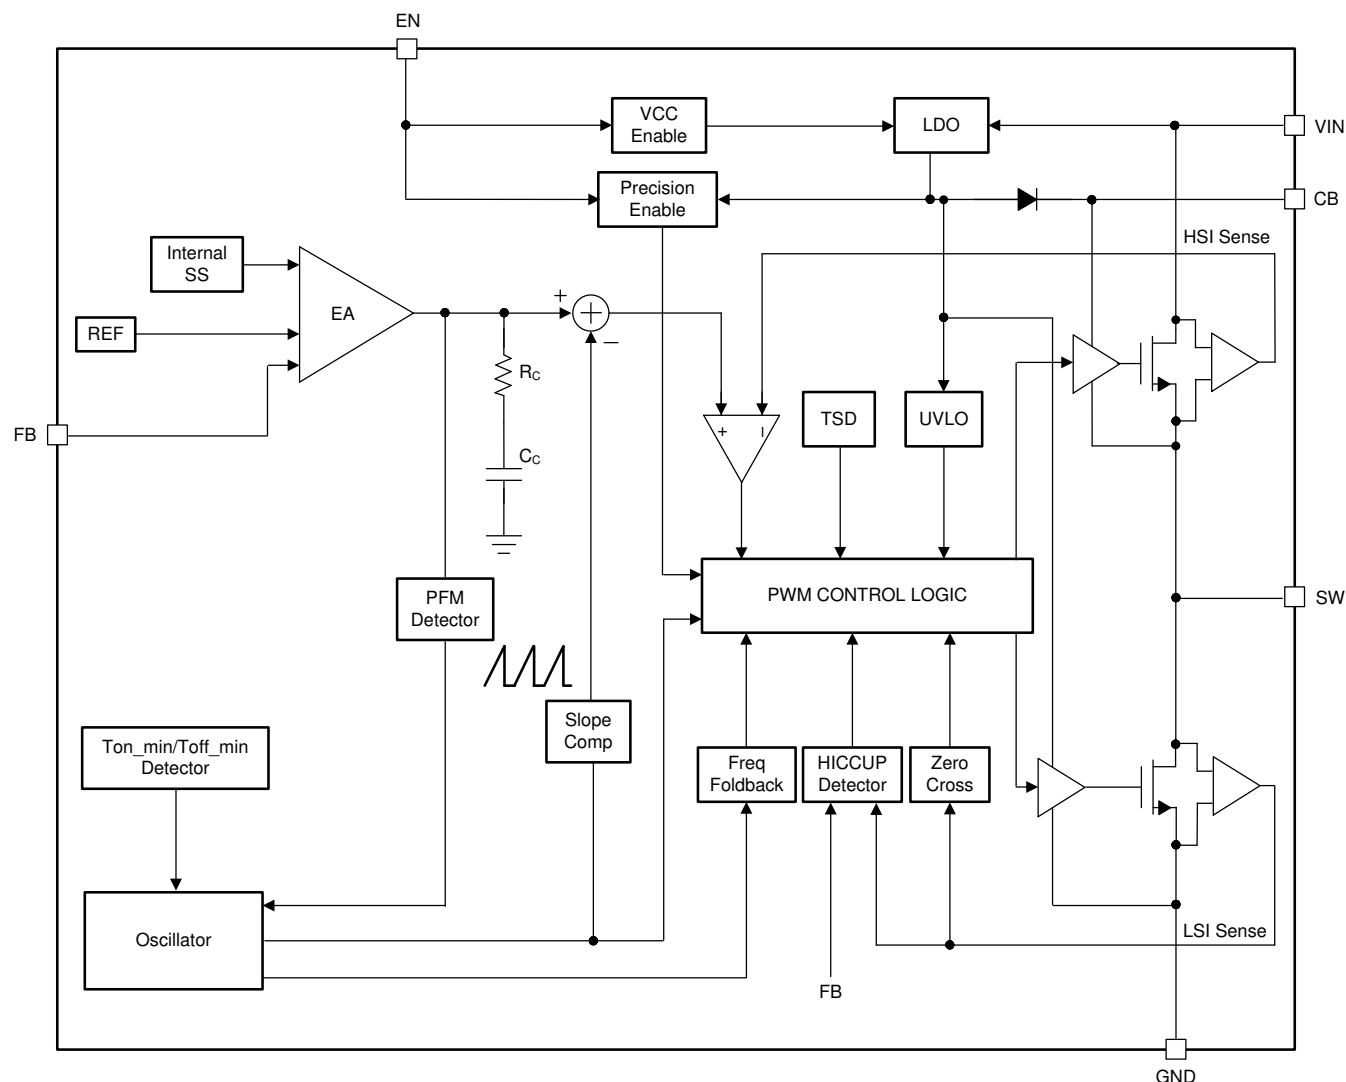 EN
VCC
Enable
LDO
VIN
Precision
Enable
CB
HSI Sense
Internal
SS
EA
+
+
−
REF
RC
FB
+
−
TSD
UVLO
CC
PWM CONTROL LOGIC
SW
PFM
Detector
Slope
Comp
Ton_min/Toff_min
Detector
Freq
Foldback
HICCUP
Detector
Zero
Cross
Oscillator
LSI Sense
FB
GND